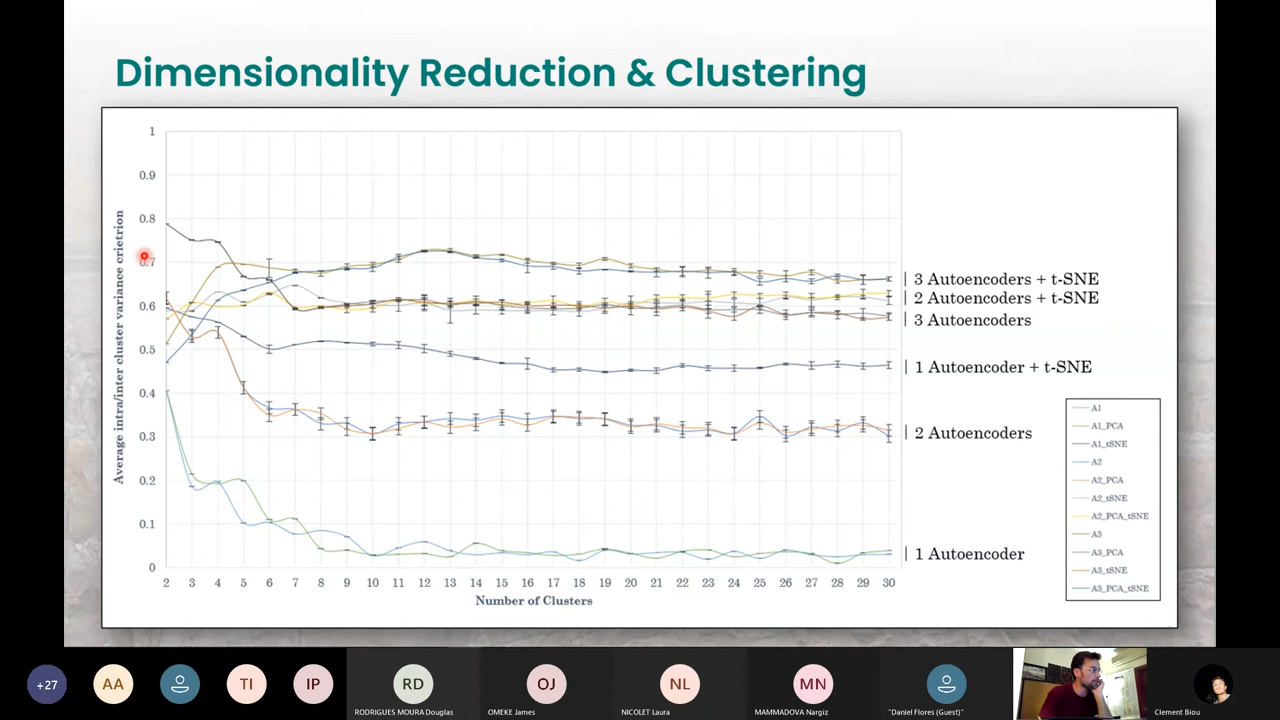 Dimensionality Reduction & Clustering
Average intra/inter cluster variance crietrion
1
0.9
0.8
0.7
0.6
0.5
0.4
0.3
0.2
0.1
0
2 3 4 5 6 7 8 9 10 11 12 13 14 15 16 17 18 19 20 21 22 23 24 25 26 27 28 29 30
Number of Clusters
| 3 Autoencoders + t-SNE
| 2 Autoencoders + t-SNE
| 3 Autoencoders
| 1 Autoencoder + t-SNE
| 2 Autoencoders
| 1 Autoencoder
A1
A1_PCA
A1_tSNE
A2
A2_PCA
A2_tSNE
A2_PCA_tSNE
A3
A3_PCA
A3_tSNE
A3_PCA_tSNE
+27
AA
TI
IP
RD
OJ
NL
MN
RODRIGUES MOURA Douglas
OMEKE James
NICOLET Laura
MAMMADOVA Nargiz
"Daniel Flores (Guest)"
Clement Biou